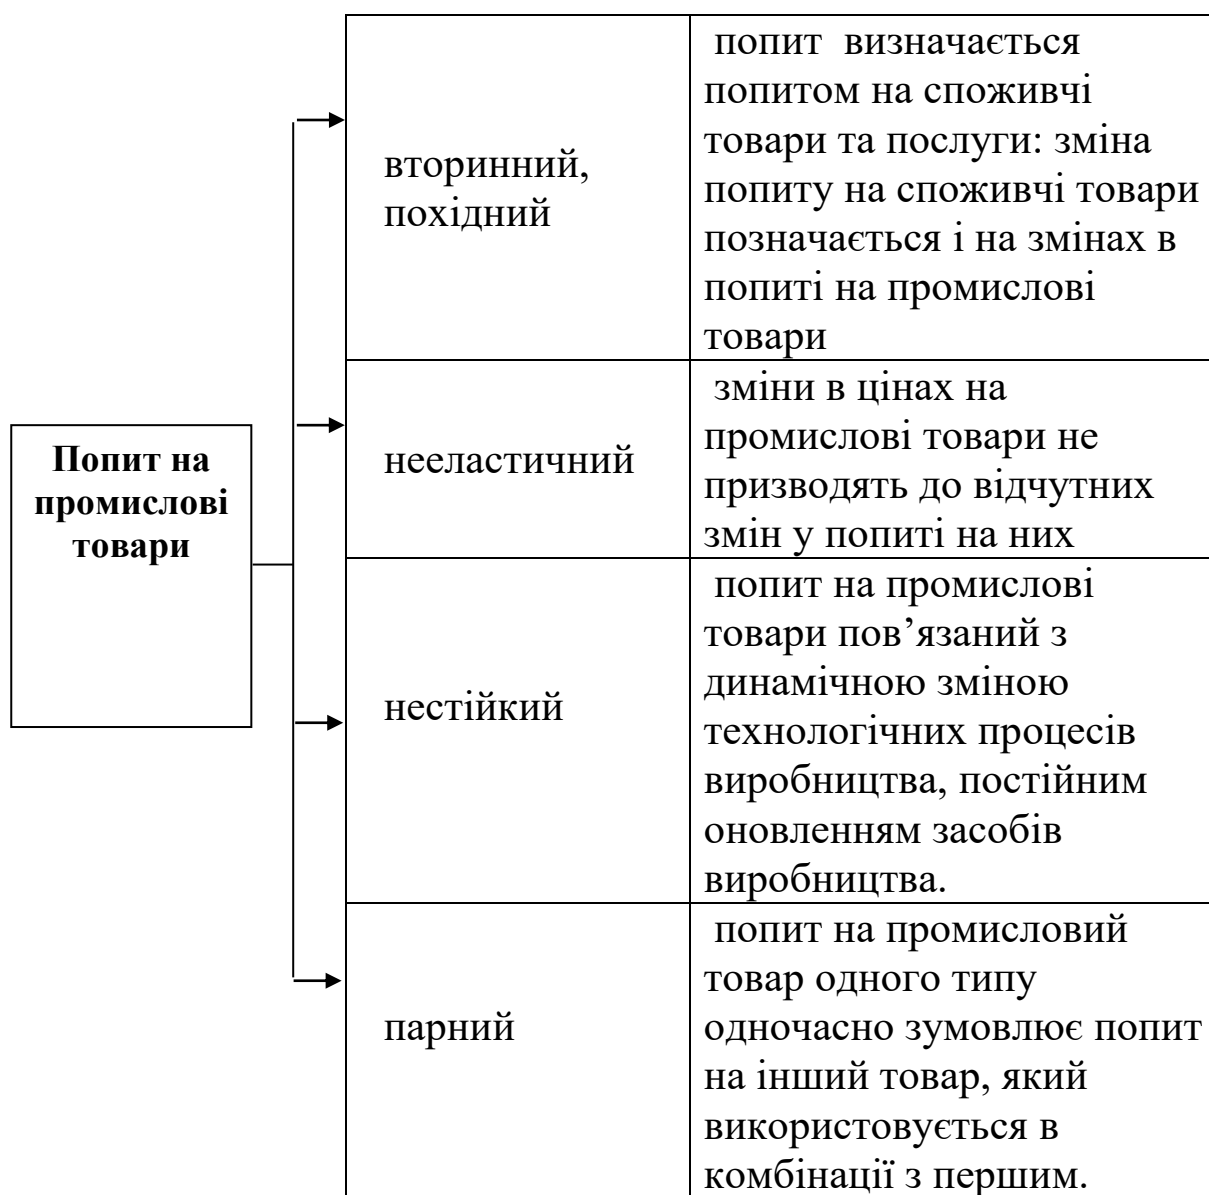 Попит на
промислові
товари
вторинний,
похідний
попит визначається
попитом на споживчі
товари та послуги: зміна
попиту на споживчі товари
позначається і на змінах в
попиті на промислові
товари
нееластичний
зміни в цінах на
промислові товари не
призводять до відчутних
змін у попиті на них
нестійкий
попит на промислові
товари пов’язаний з
динамічною зміною
технологічних процесів
виробництва, постійним
оновленням засобів
виробництва.
парний
попит на промисловий
товар одного типу
одночасно зумовлює попит
на інший товар, який
використовується в
комбінації з першим.